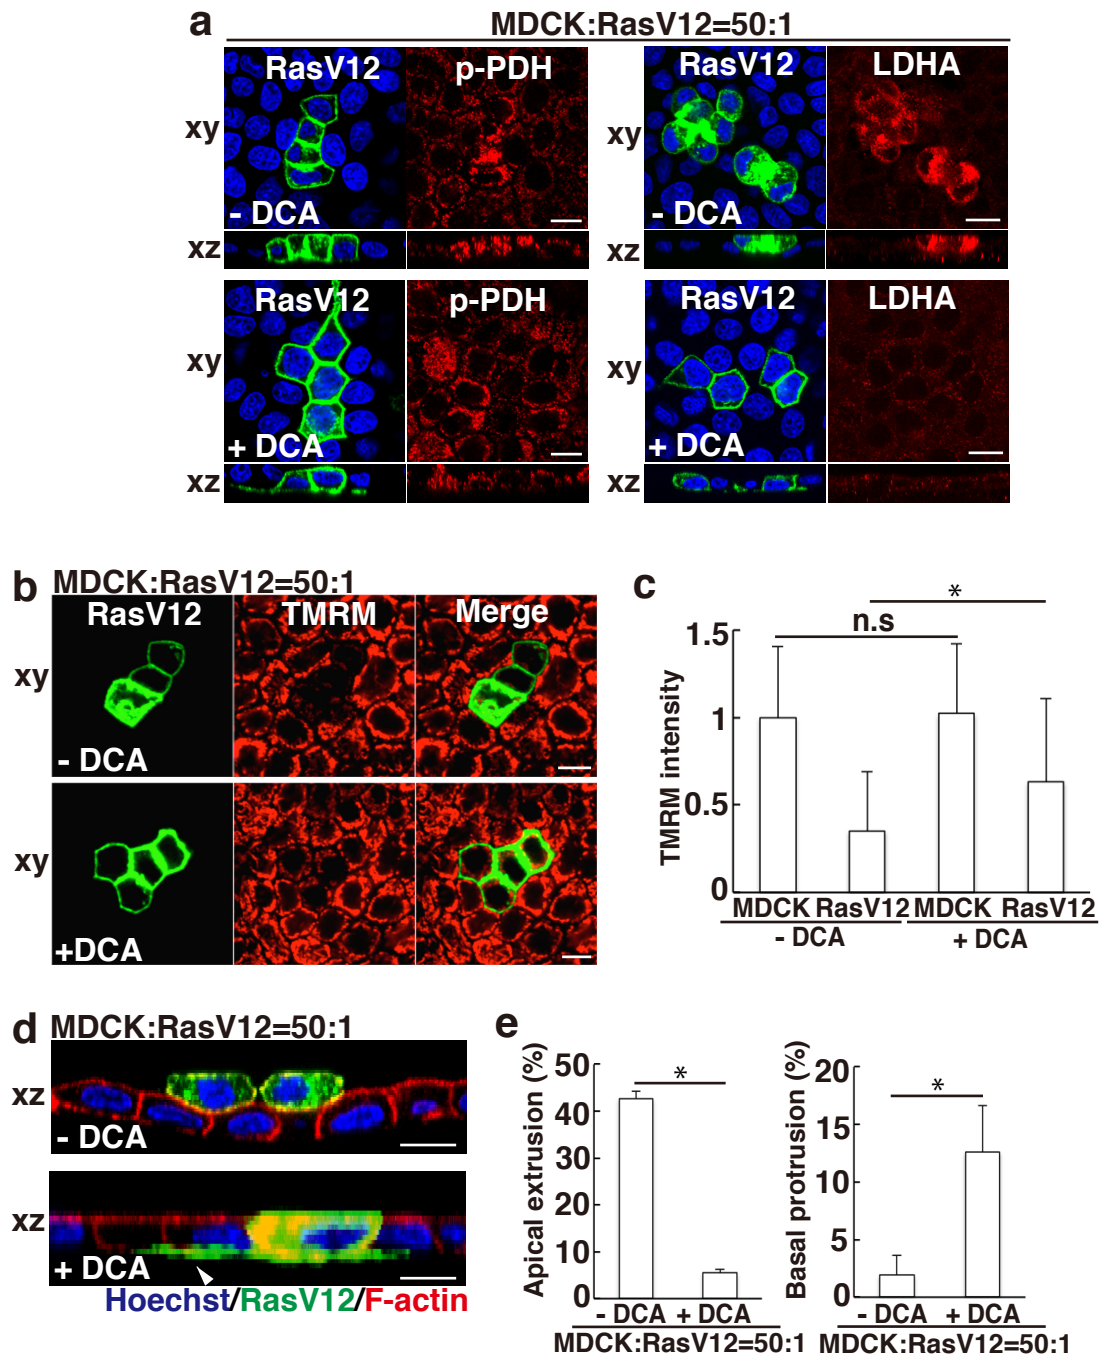 a
MDCK:RasV12=50:1
RasV12 p-PDH RasV12 LDHA
xy xy
- DCA - DCA
xz xz
RasV12 p-PDH RasV12 LDHA
xy xy
+ DCA + DCA
xz xz
b MDCK:RasV12=50:1
RasV12 TMRM Merge
xy
- DCA
xy
+DCA
c
*
n.s
TMRM intensity
1.5
1
0.5
0
MDCK RasV12 MDCK RasV12
- DCA + DCA
d MDCK:RasV12=50:1
xz
- DCA
xz
+ DCA
Hoechst/RasV12/F-actin
e
Apical extrusion (%)
50
40
30
20
10
0
*
- DCA + DCA
MDCK:RasV12=50:1
Basal protrusion (%)
20
15
10
5
0
*
- DCA + DCA
MDCK:RasV12=50:1